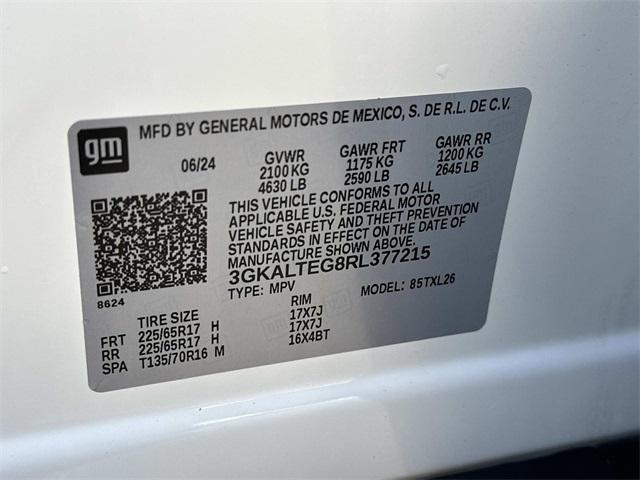 gm
MFD BY GENERAL MOTORS DE MEXICO, S. DE R.L. DE C.V.
06/24 GVWR GAWR FRT GAWR RR
2100 KG 1175 KG 1200 KG
4630 LB 2590 LB 2645 LB
THIS VEHICLE CONFORMS TO ALL
APPLICABLE U.S. FEDERAL MOTOR
VEHICLE SAFETY AND THEFT PREVENTION
STANDARDS IN EFFECT ON THE DATE OF
MANUFACTURE SHOWN ABOVE.
3GKALTEG8RL377215
8624
TYPE: MPV MODEL: 85TXL26
TIRE SIZE RIM
FRT 225/65R17 H 17X7J
RR 225/65R17 H 17X7J
SPA T135/70R16 M 16X4BT